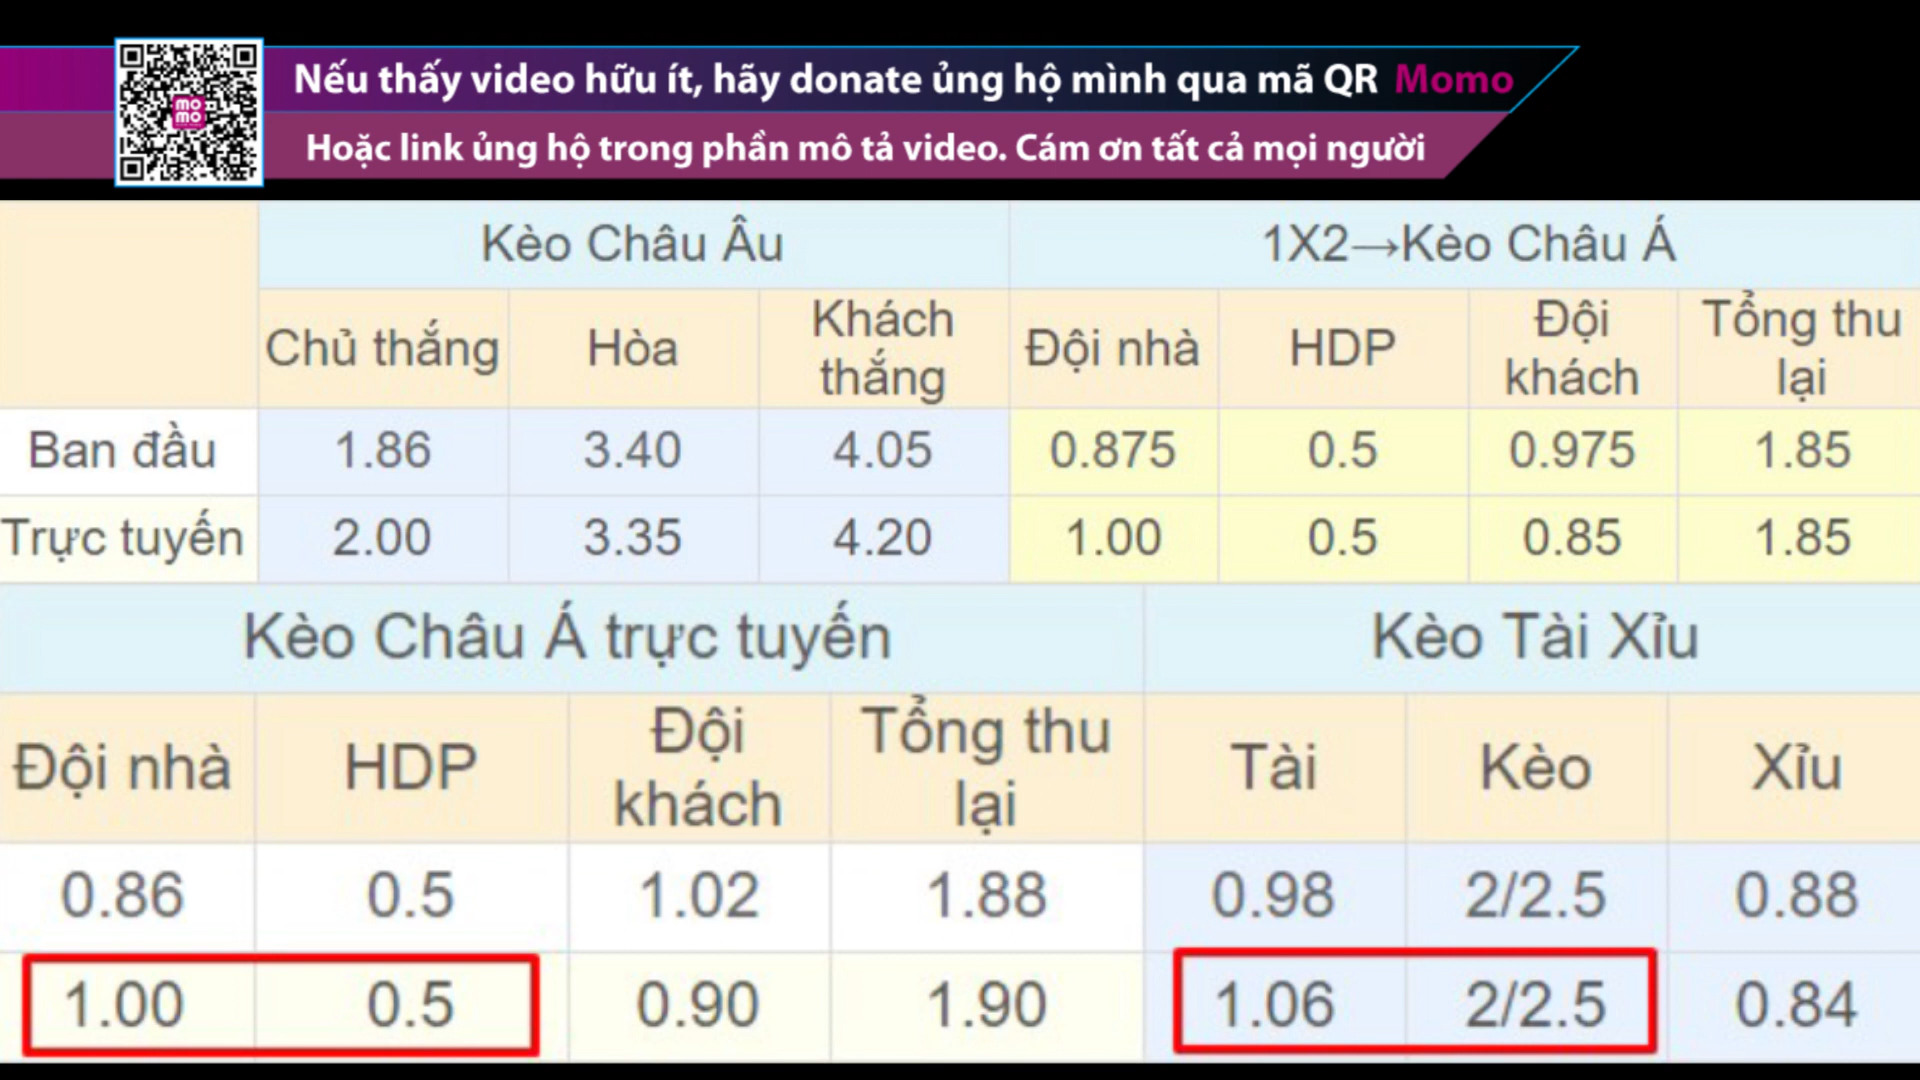 Nếu thấy video hữu ít, hãy donate ủng hộ mình qua mã QR Momo
mo
mo
Hoặc link ủng hộ trong phần mô tả video. Cám ơn tất cả mọi người
Kèo Châu Âu 1X2→Kèo Châu Á
Chủ thắng Hòa Khách thắng Đội nhà HDP Đội khách Tổng thu lại
Ban đầu 1.86 3.40 4.05 0.875 0.5 0.975 1.85
Trực tuyến 2.00 3.35 4.20 1.00 0.5 0.85 1.85
Kèo Châu Á trực tuyến Kèo Tài Xỉu
Đội nhà HDP Đội khách Tổng thu lại Tài Kèo Xỉu
0.86 0.5 1.02 1.88 0.98 2/2.5 0.88
1.00 0.5 0.90 1.90 1.06 2/2.5 0.84